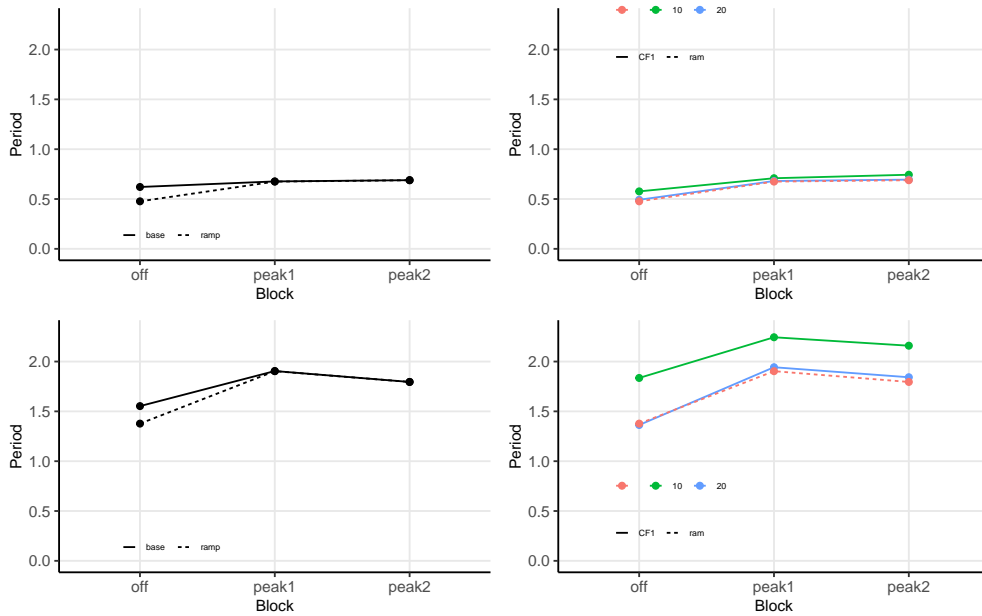 2.0
1.5
1.0
0.5
0.0
Period
base ramp
off peak1 peak2
Block
10 20
CF1 ram
2.0
1.5
1.0
0.5
0.0
Period
off peak1 peak2
Block
2.0
1.5
1.0
0.5
0.0
Period
base ramp
off peak1 peak2
Block
2.0
1.5
1.0
0.5
0.0
Period
10 20
CF1 ram
off peak1 peak2
Block